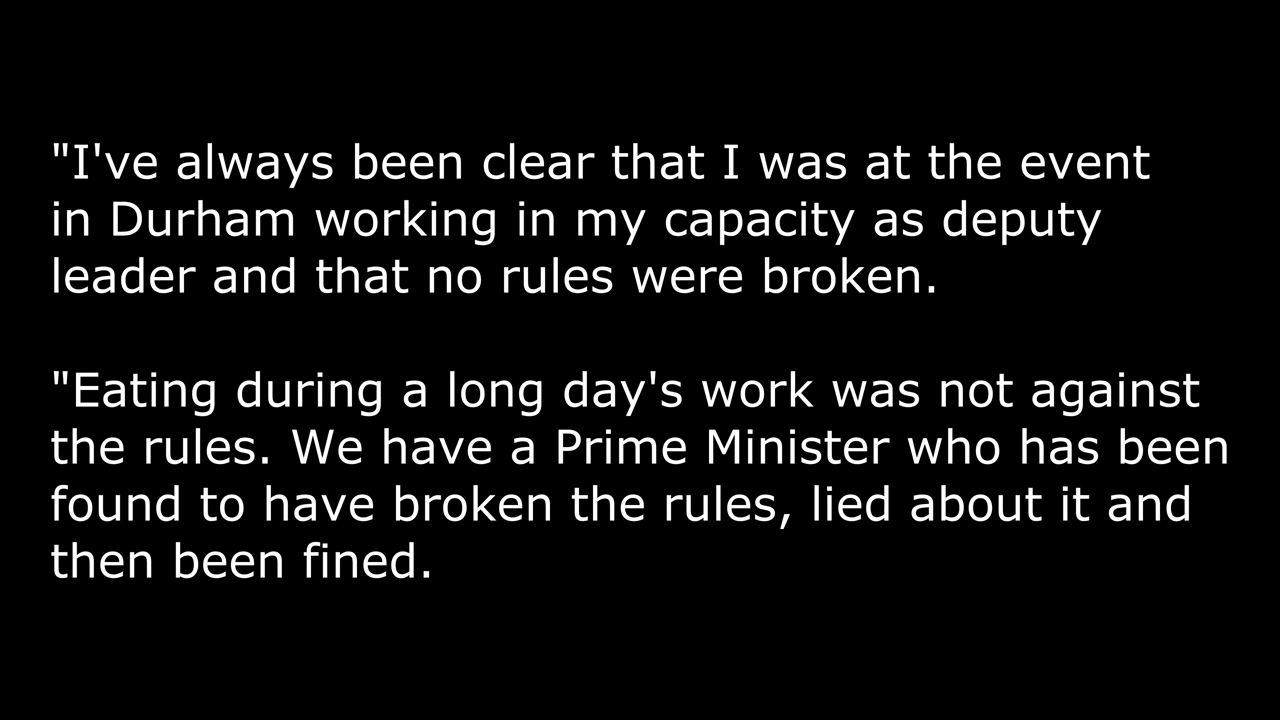 "I've always been clear that I was at the event
in Durham working in my capacity as deputy
leader and that no rules were broken.
"Eating during a long day's work was not against
the rules. We have a Prime Minister who has been
found to have broken the rules, lied about it and
then been fined.